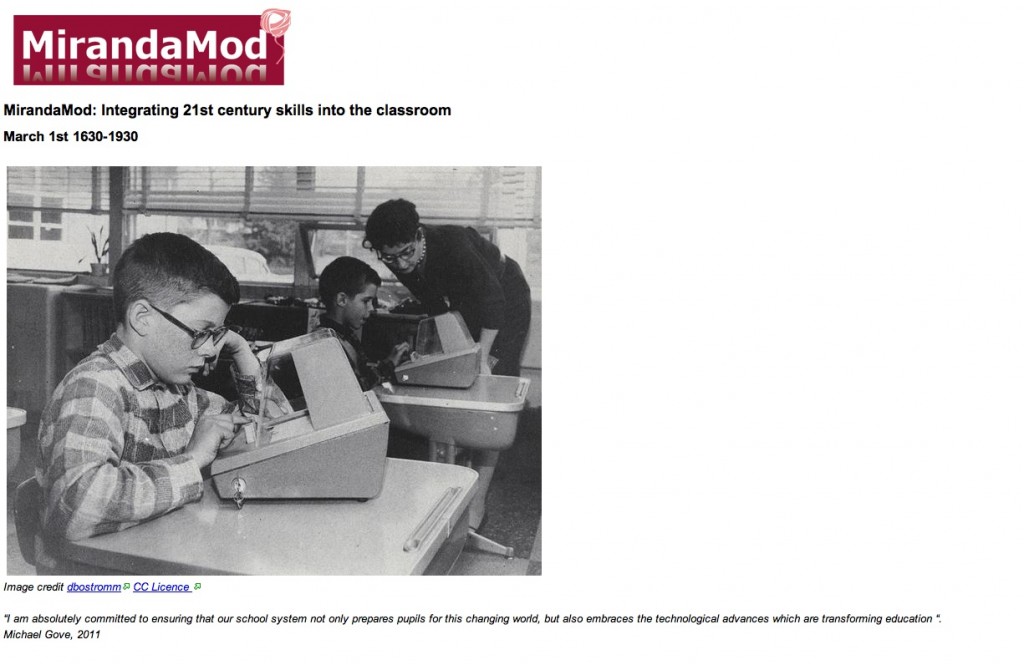 MirandaMod
MirandaMod: Integrating 21st century skills into the classroom
March 1st 1630-1930
Image credit dbostromm CC Licence
"I am absolutely committed to ensuring that our school system not only prepares pupils for this changing world, but also embraces the technological advances which are transforming education ".
Michael Gove, 2011